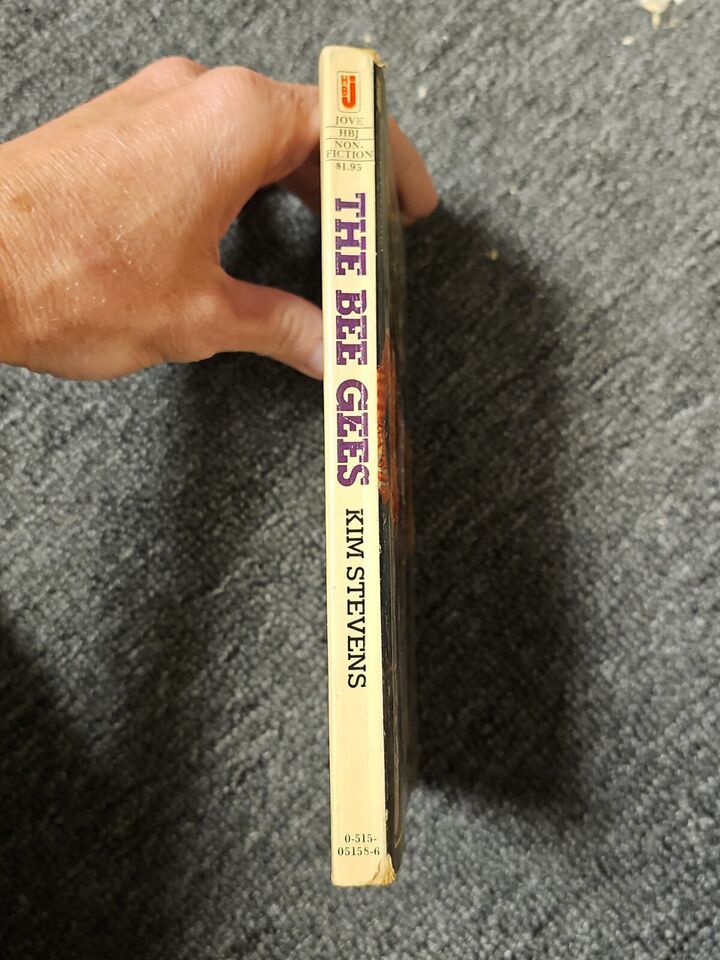 HBJ
JOVE
HBJ
NON-
FICTION
$1.95
THE BEE GEES
KIM STEVENS
0-515-
05158-6